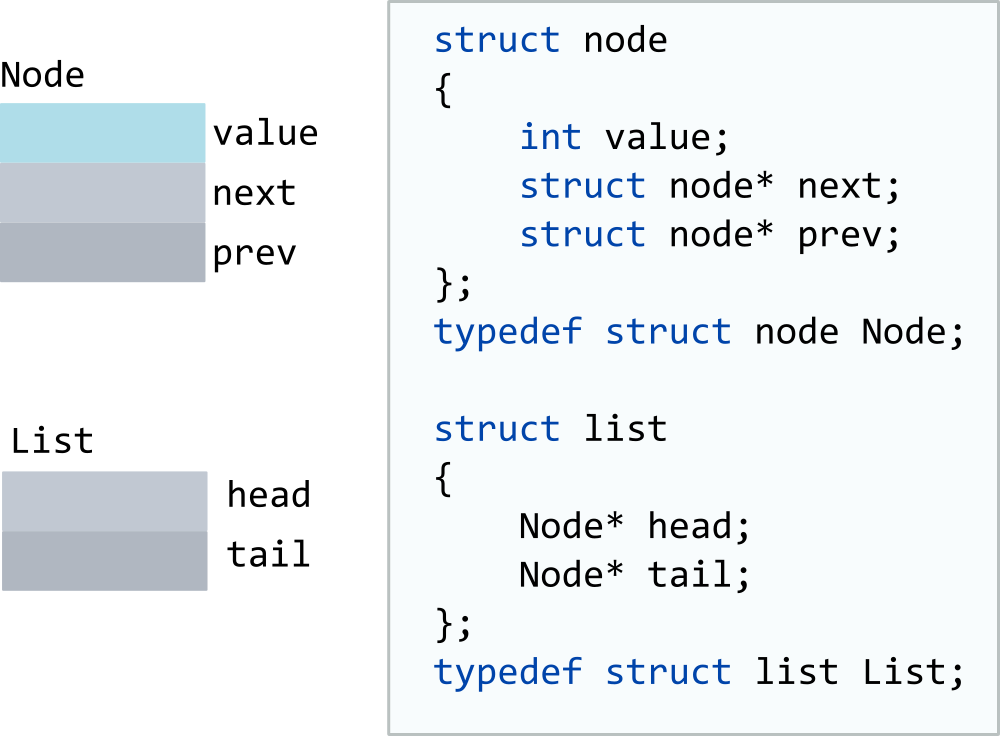 Node
value
next
prev
List
head
tail
struct node
{
    int value;
    struct node* next;
    struct node* prev;
};
typedef struct node Node;

struct list
{
    Node* head;
    Node* tail;
};
typedef struct list List;